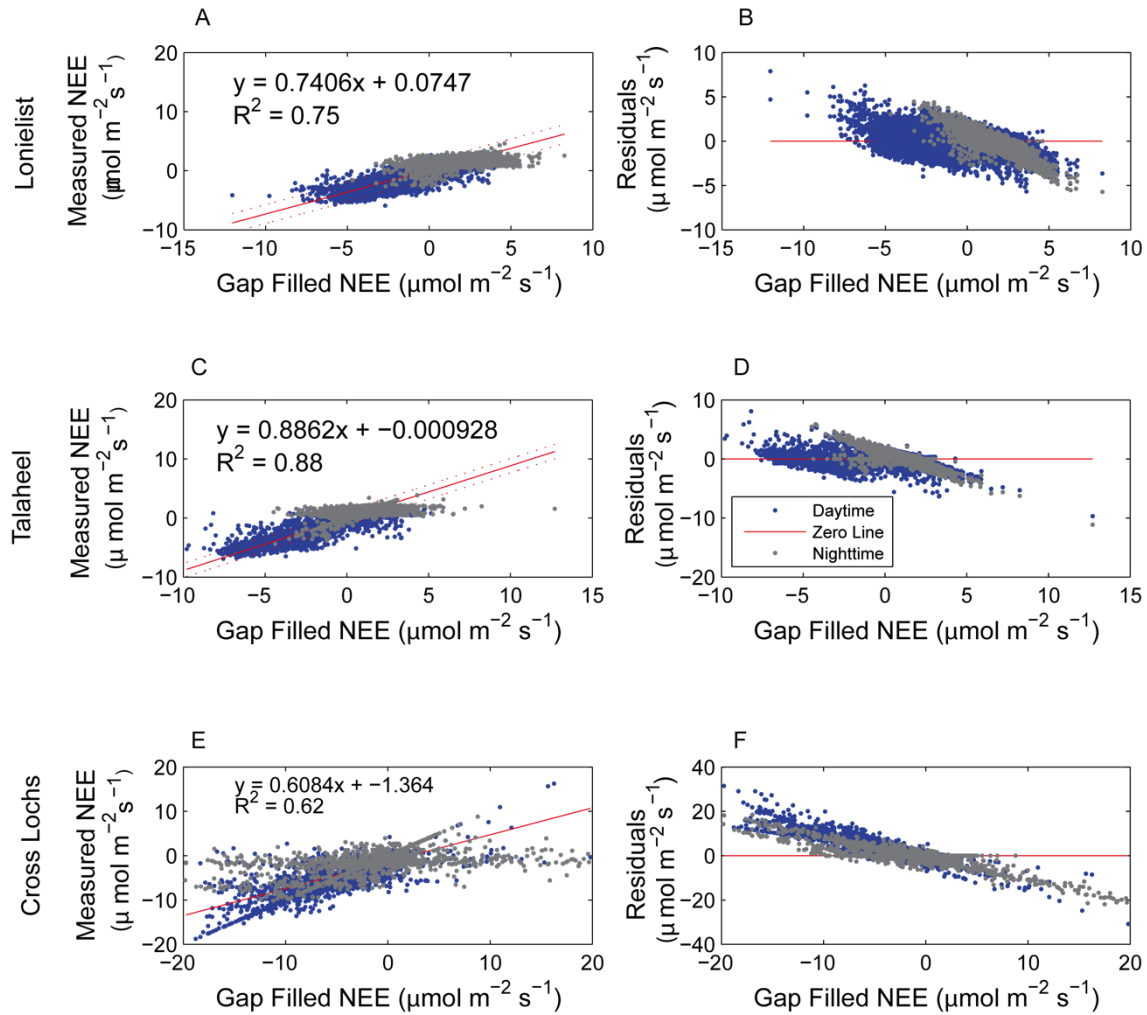 A
Lonielist
Measured NEE
(µmol m−2 s−1)
20
10
0
−10
−15 −10 −5 0 5 10
y = 0.7406x + 0.0747
R2 = 0.75
Gap Filled NEE (µmol m−2 s−1)
B
Residuals
(µ mol m−2 s−1)
10
5
0
−5
−10
−15 −10 −5 0 5 10
Gap Filled NEE (µmol m−2 s−1)
C
Talaheel
Measured NEE
(µ mol m−2 s−1)
20
10
0
−10
−10 −5 0 5 10 15
y = 0.8862x + −0.000928
R2 = 0.88
Gap Filled NEE (µmol m−2 s−1)
D
Residuals
(µ mol m−2 s−1)
10
0
−10
−20
−10 −5 0 5 10 15
Daytime
Zero Line
Nighttime
Gap Filled NEE (µmol m−2 s−1)
E
Cross Lochs
Measured NEE
(µ mol m−2 s−1)
20
10
0
−10
−20
−20 −10 0 10 20
y = 0.6084x + −1.364
R2 = 0.62
Gap Filled NEE (µmol m−2 s−1)
F
Residuals
(µ mol m−2 s−1)
40
20
0
−20
−40
−20 −10 0 10 20
Gap Filled NEE (µmol m−2 s−1)